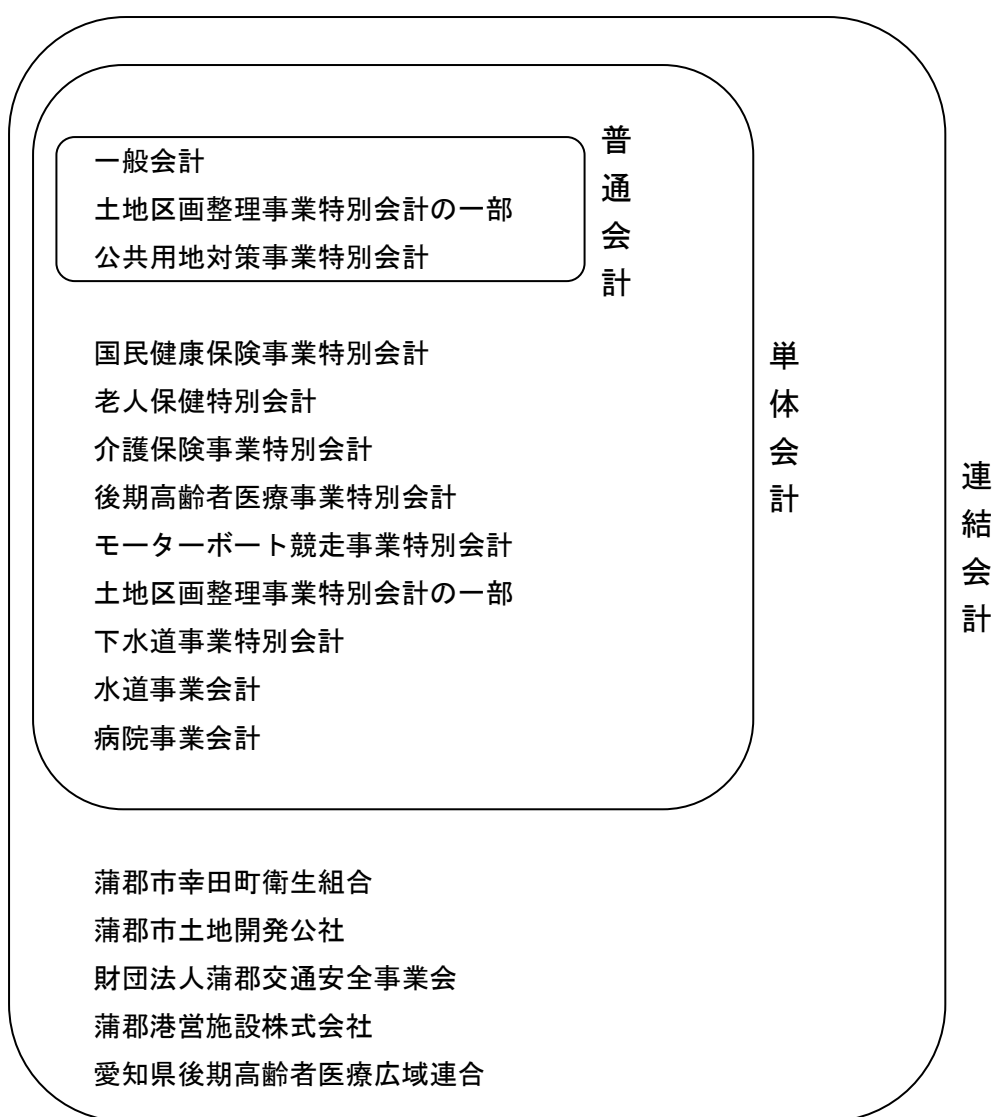 一般会計
土地区画整理事業特別会計の一部
公共用地対策事業特別会計
普通会計
国民健康保険事業特別会計
老人保健特別会計
介護保険事業特別会計
後期高齢者医療事業特別会計
モーターボート競走事業特別会計
土地区画整理事業特別会計の一部
下水道事業特別会計
水道事業会計
病院事業会計
単体会計
蒲郡市幸田町衛生組合
蒲郡市土地開発公社
財団法人蒲郡交通安全事業会
蒲郡港営施設株式会社
愛知県後期高齢者医療広域連合
連結会計